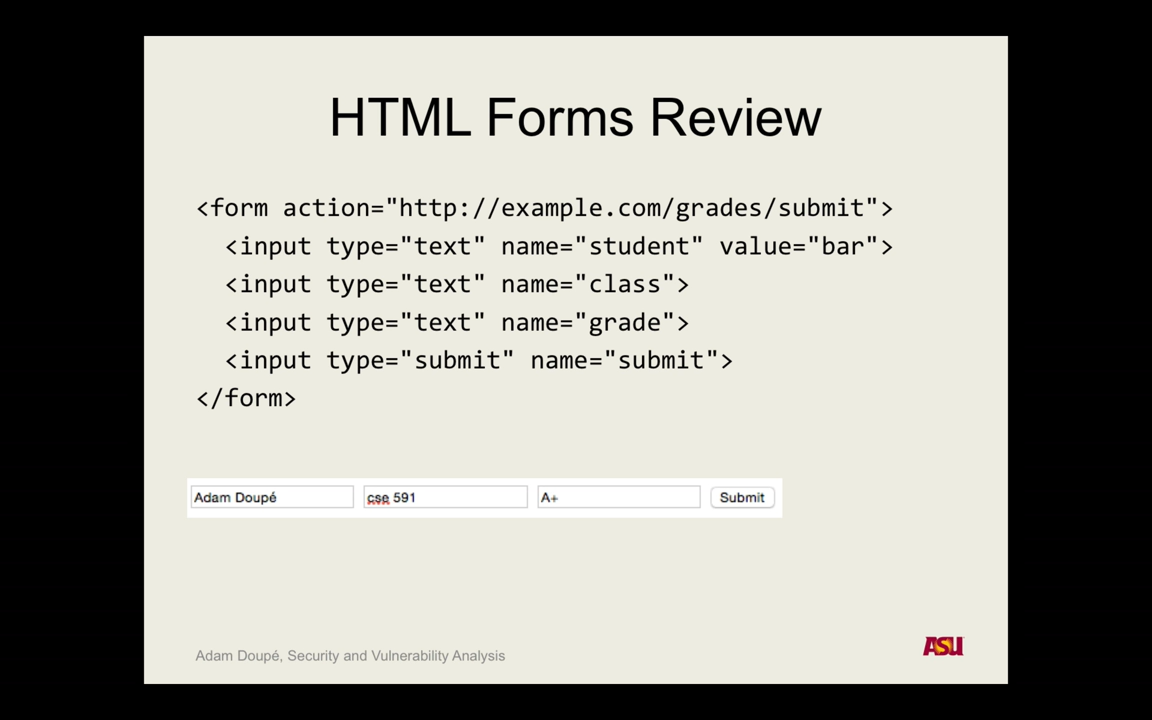 HTML Forms Review
<form action="http://example.com/grades/submit">
<input type="text" name="student" value="bar">
<input type="text" name="class">
<input type="text" name="grade">
<input type="submit" name="submit">
</form>
Adam Doupé cse 591 A+ Submit
Adam Doupé, Security and Vulnerability Analysis
ASU